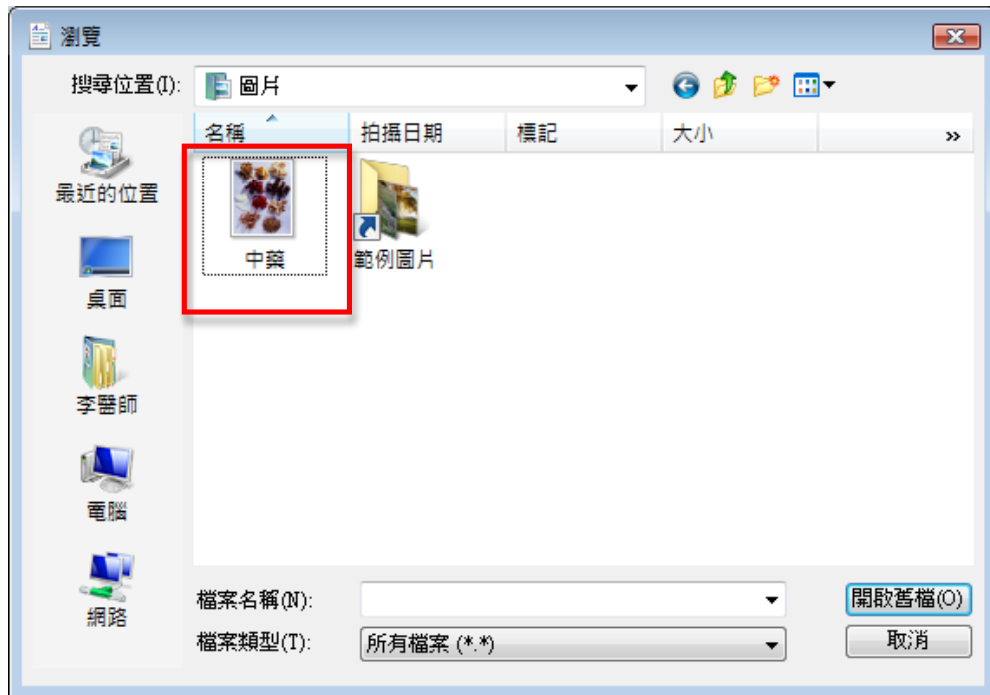 瀏覽
搜尋位置(I): 圖片
名稱 拍攝日期 標記 大小 »
最近的位置
中藥 範例圖片
桌面
李醫師
電腦
網路
檔案名稱(N): 開啟舊檔(O)
檔案類型(T): 所有檔案 (*.*) 取消